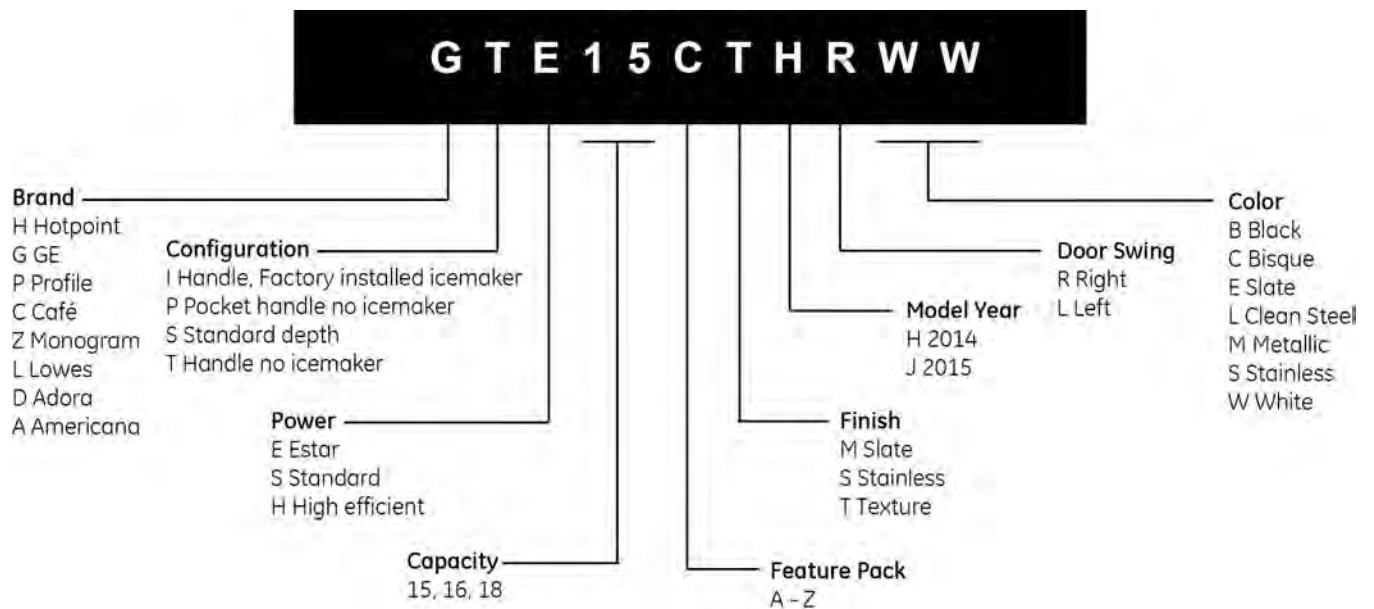 G T E 1 5 C T H R W W
Brand
H Hotpoint
G GE
P Profile
C Café
Z Monogram
L Lowes
D Adora
A Americana
Configuration
I Handle, Factory installed icemaker
P Pocket handle no icemaker
S Standard depth
T Handle no icemaker
Power
E Estar
S Standard
H High efficient
Capacity
15, 16, 18
Feature Pack
A – Z
Finish
M Slate
S Stainless
T Texture
Model Year
H 2014
J 2015
Door Swing
R Right
L Left
Color
B Black
C Bisque
E Slate
L Clean Steel
M Metallic
S Stainless
W White